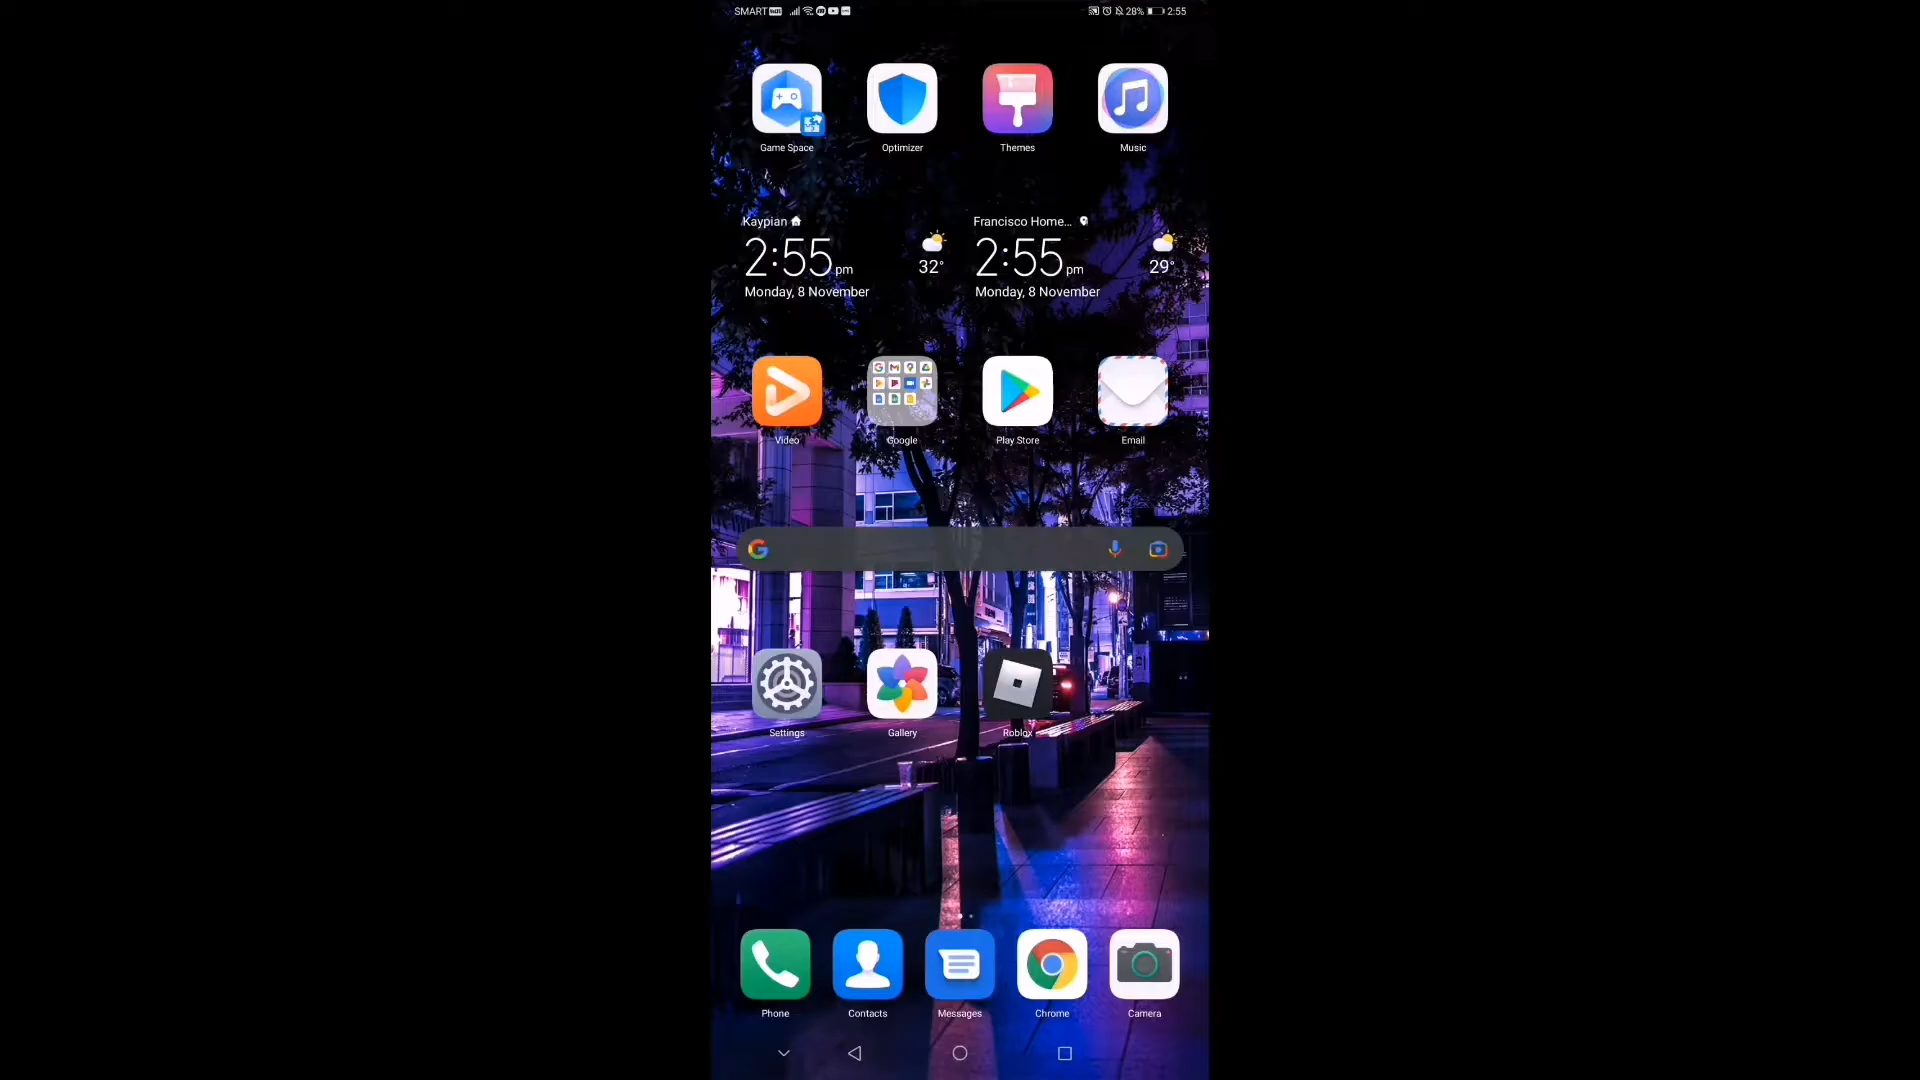 SMART 28% 2:55
Game Space Optimizer Themes Music
Kaypian Francisco Home...
2:55 pm 32° 2:55 pm 29°
Monday, 8 November Monday, 8 November
Video Google Play Store Email
Settings Gallery Roblox
Phone Contacts Messages Chrome Camera